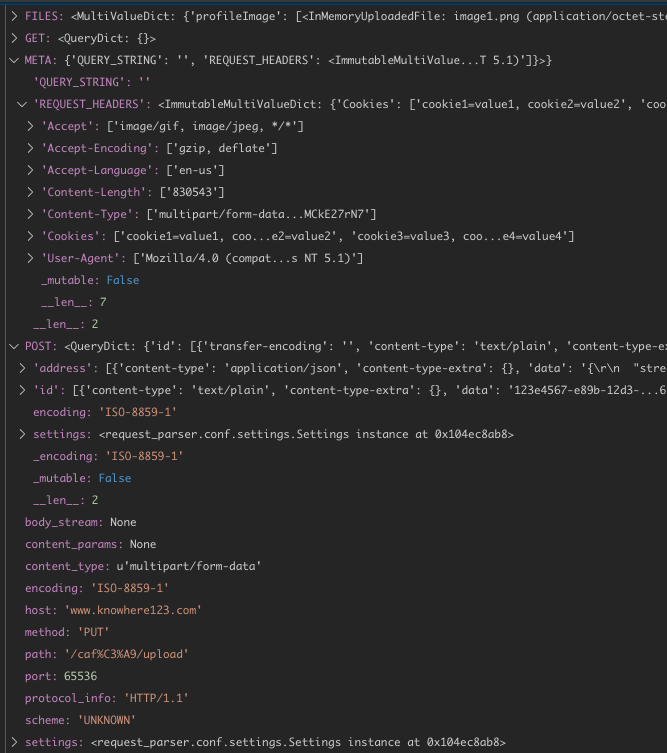 FILES: <MultiValueDict: {'profileImage': [<InMemoryUploadedFile: image1.png (application/octet-ste
GET: <QueryDict: {}>
META: {'QUERY_STRING': '', 'REQUEST_HEADERS': <ImmutableMultiValue...T 5.1)']}>}
'QUERY_STRING': ''
'REQUEST_HEADERS': <ImmutableMultiValueDict: {'Cookies': ['cookie1=value1, cookie2=value2', 'coo
'Accept': ['image/gif, image/jpeg, */*']
'Accept-Encoding': ['gzip, deflate']
'Accept-Language': ['en-us']
'Content-Length': ['830543']
'Content-Type': ['multipart/form-data...MCkE27rN7']
'Cookies': ['cookie1=value1, coo...e2=value2', 'cookie3=value3, coo...e4=value4']
'User-Agent': ['Mozilla/4.0 (compat...s NT 5.1)']
_mutable: False
__len__: 7
__len__: 2
POST: <QueryDict: {'id': [{'transfer-encoding': '', 'content-type': 'text/plain', 'content-type-ex
'address': [{'content-type': 'application/json', 'content-type-extra': {}, 'data': '{\r\n  "stre
'id': [{'content-type': 'text/plain', 'content-type-extra': {}, 'data': '123e4567-e89b-12d3-...6
encoding: 'ISO-8859-1'
settings: <request_parser.conf.settings.Settings instance at 0x104ec8ab8>
_encoding: 'ISO-8859-1'
_mutable: False
__len__: 2
body_stream: None
content_params: None
content_type: u'multipart/form-data'
encoding: 'ISO-8859-1'
host: 'www.knowhere123.com'
method: 'PUT'
path: '/caf%C3%A9/upload'
port: 65536
protocol_info: 'HTTP/1.1'
scheme: 'UNKNOWN'
settings: <request_parser.conf.settings.Settings instance at 0x104ec8ab8>